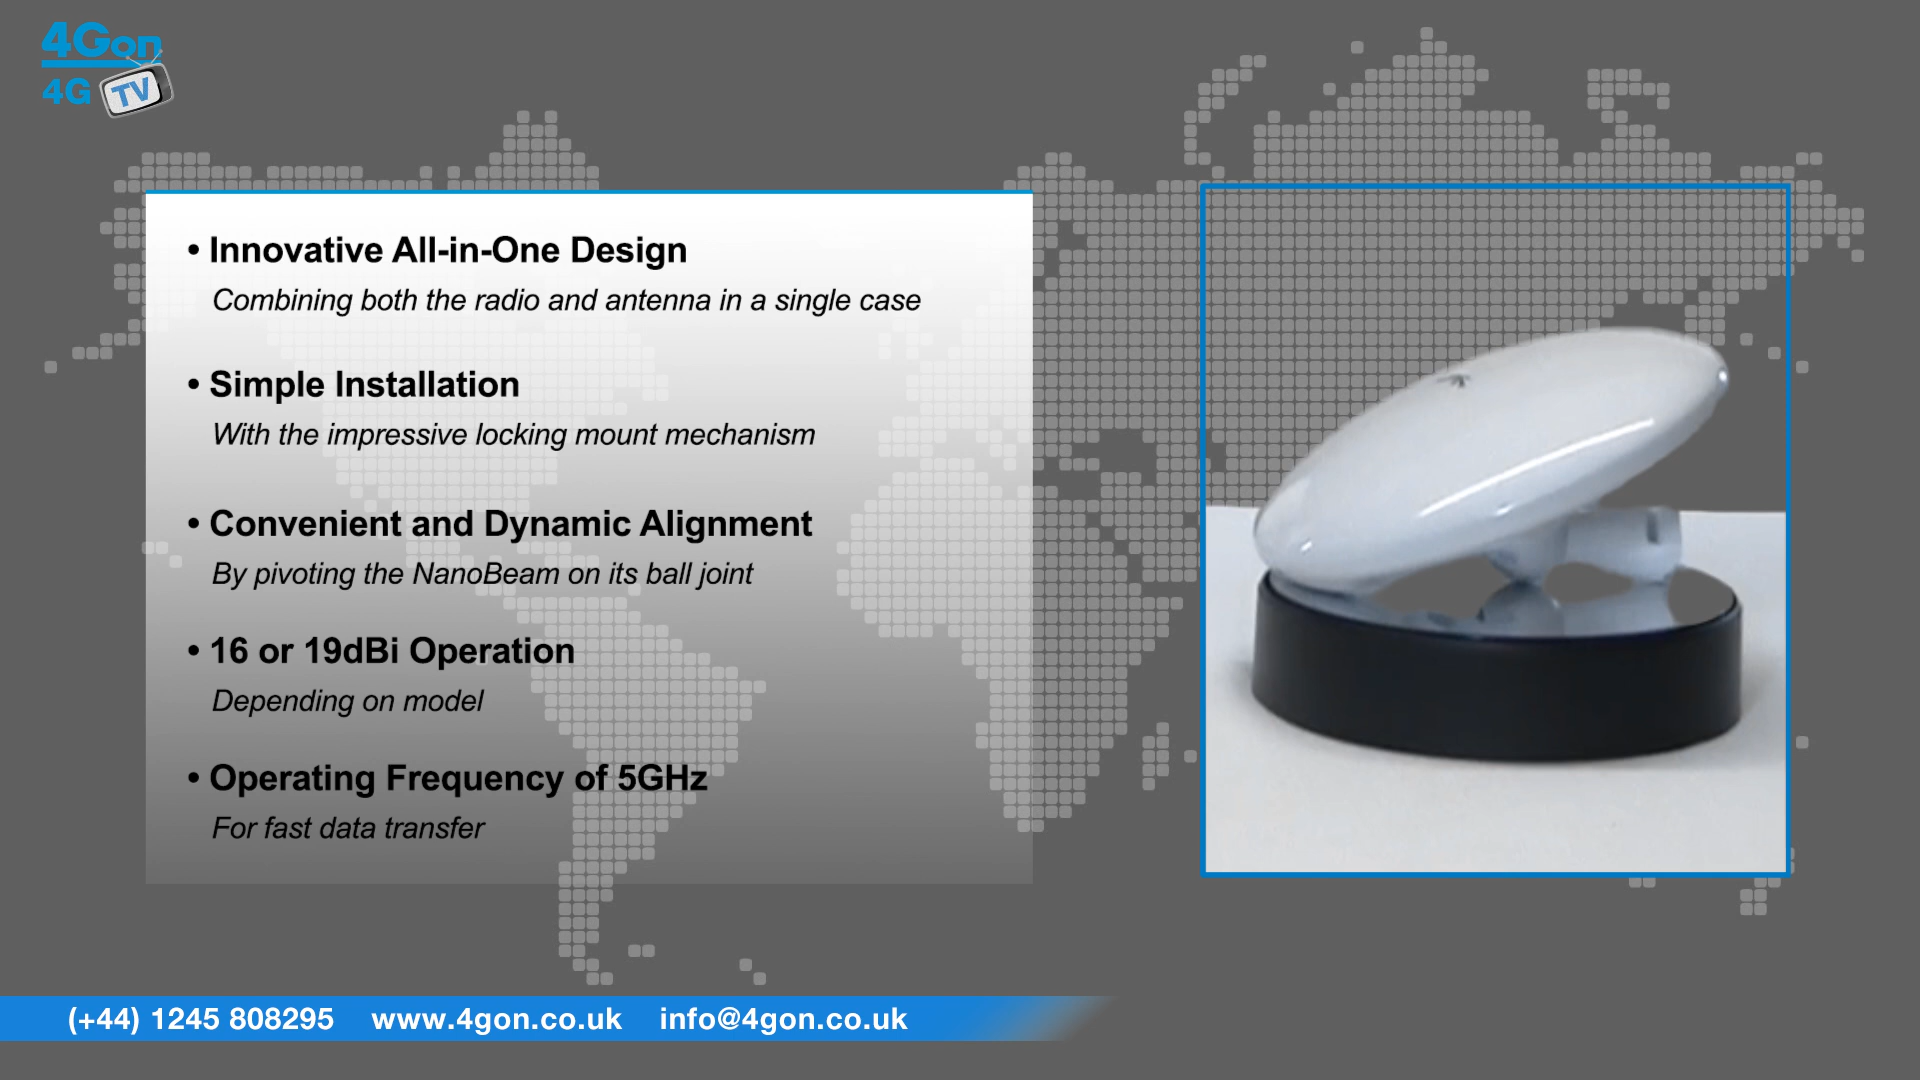 4Gon
4G TV
• Innovative All-in-One Design
Combining both the radio and antenna in a single case
• Simple Installation
With the impressive locking mount mechanism
• Convenient and Dynamic Alignment
By pivoting the NanoBeam on its ball joint
• 16 or 19dBi Operation
Depending on model
• Operating Frequency of 5GHz
For fast data transfer
(+44) 1245 808295 www.4gon.co.uk info@4gon.co.uk